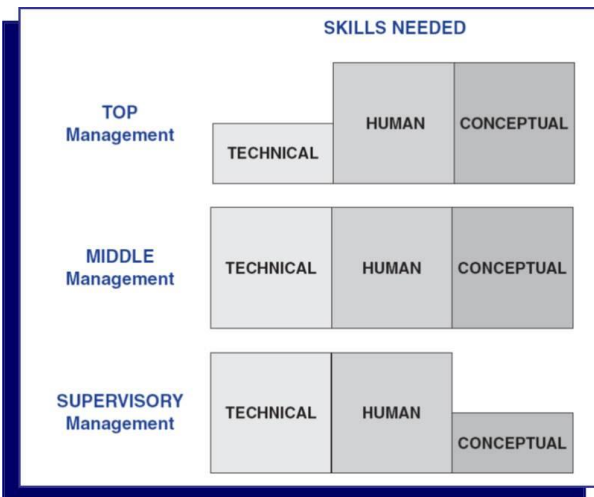 SKILLS NEEDED
TOP
Management
TECHNICAL
HUMAN
CONCEPTUAL
MIDDLE
Management
TECHNICAL
HUMAN
CONCEPTUAL
SUPERVISORY
Management
TECHNICAL
HUMAN
CONCEPTUAL